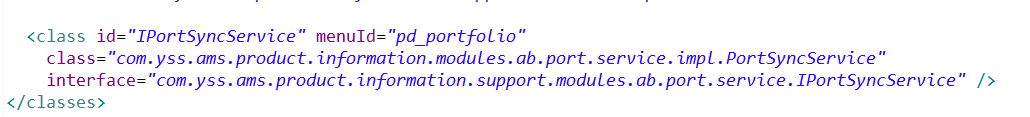 <class id="IPortSyncService" menuId="pd_portfolio"
class="com.yss.ams.product.information.modules.ab.port.service.impl.PortSyncService"
interface="com.yss.ams.product.information.support.modules.ab.port.service.IPortSyncService" />
</classes>